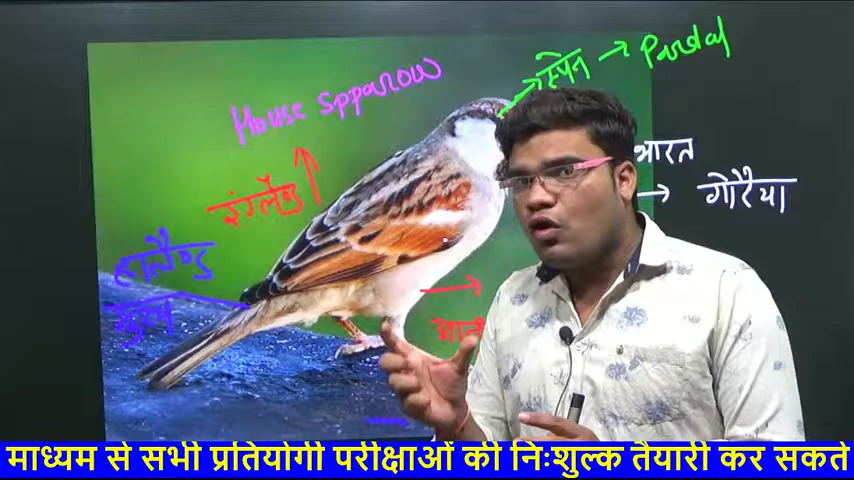 स्पेन → Pardal
House Spparow
भारत
→ गोरैया
इंग्लैण्ड
हालैण्ड
मुस्च
माध्यम से सभी प्रतियोगी परीक्षाओं की निःशुल्क तैयारी कर सकते